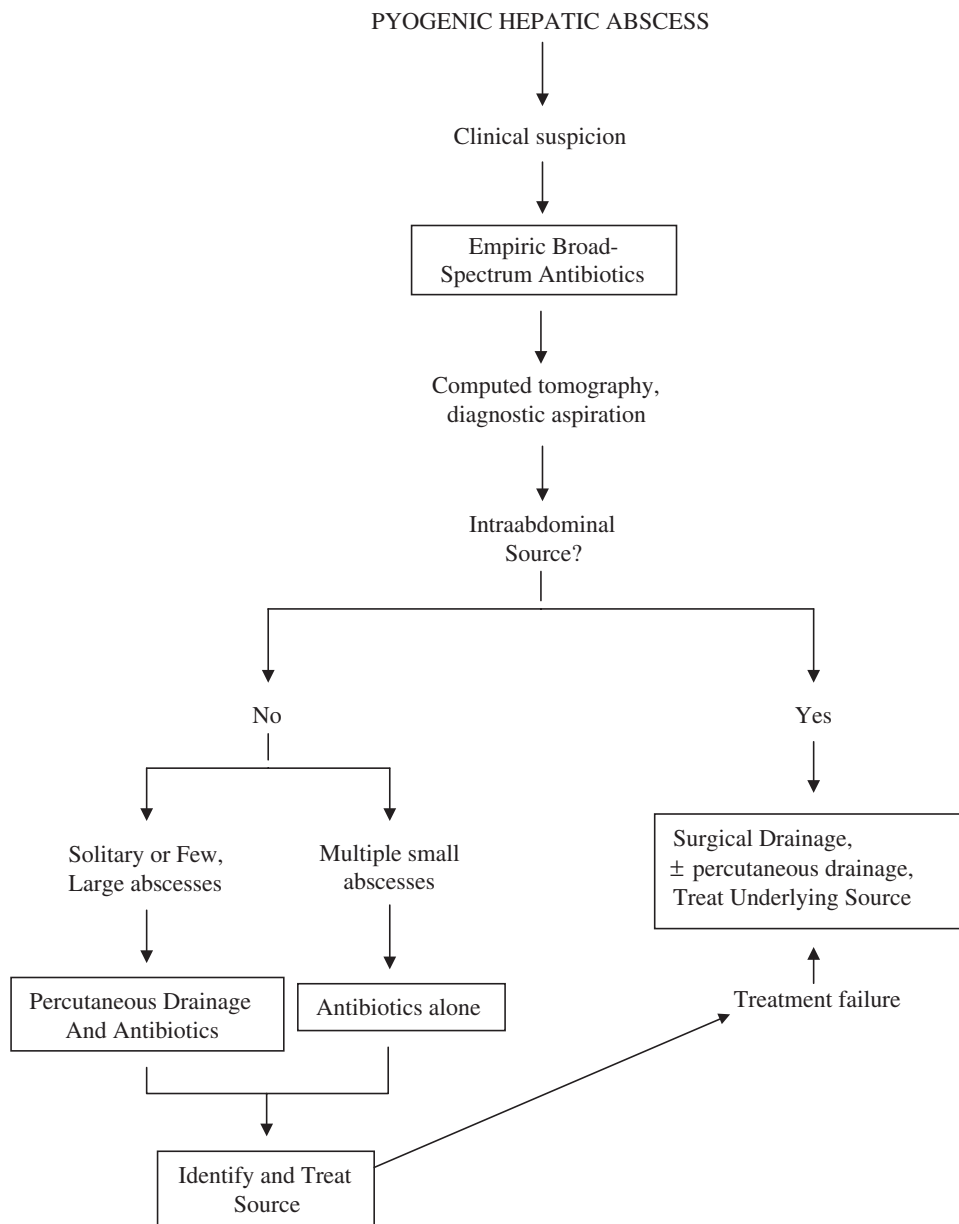 PYOGENIC HEPATIC ABSCESS
Clinical suspicion
Empiric Broad-
Spectrum Antibiotics
Computed tomography,
diagnostic aspiration
Intraabdominal
Source?
No
Yes
Solitary or Few,
Large abscesses
Multiple small
abscesses
Surgical Drainage,
± percutaneous drainage,
Treat Underlying Source
Percutaneous Drainage
And Antibiotics
Antibiotics alone
Treatment failure
Identify and Treat
Source